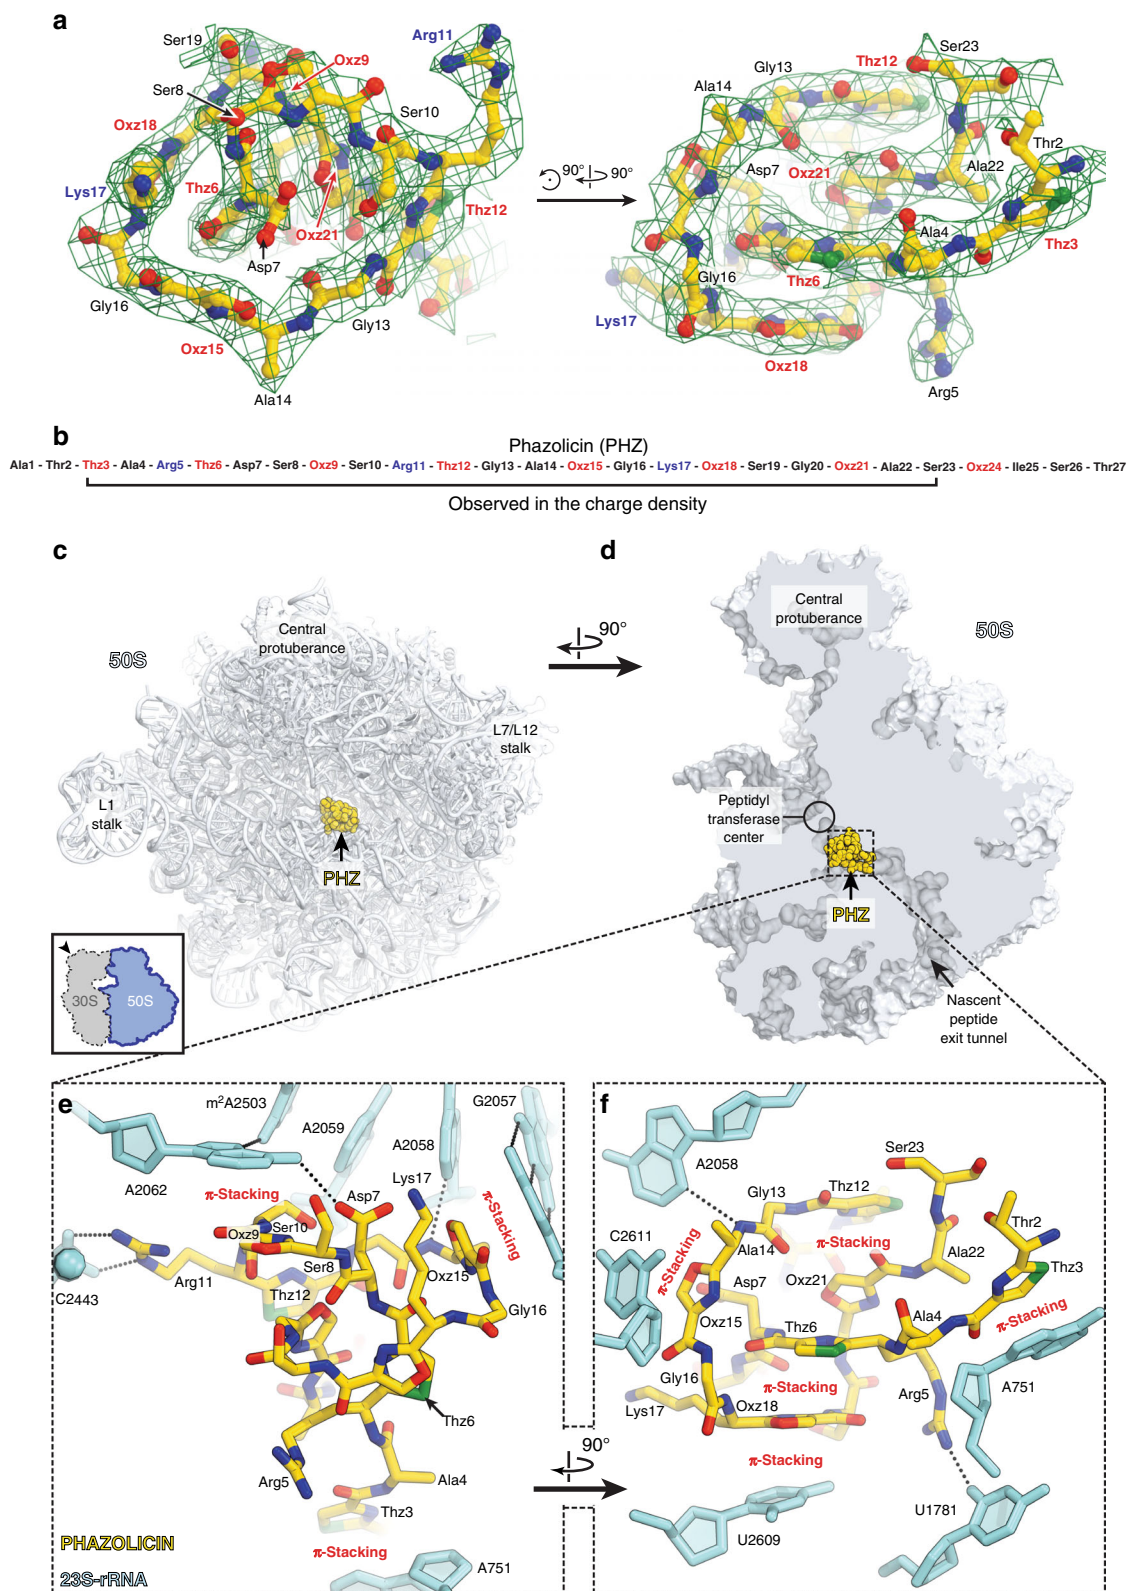 a
Ser19
Arg11
Oxz9
Ser8
Ser10
Oxz18
Lys17
Thz6
Thz12
Oxz21
Asp7
Gly16
Gly13
Oxz15
Ala14
90°
90°
Ser23
Thz12
Gly13
Ala14
Thr2
Asp7
Oxz21
Ala22
Ala4
Thz3
Gly16
Thz6
Lys17
Oxz18
Arg5
b
Phazolicin (PHZ)
Ala1 - Thr2 - Thz3 - Ala4 - Arg5 - Thz6 - Asp7 - Ser8 - Oxz9 - Ser10 - Arg11 - Thz12 - Gly13 - Ala14 - Oxz15 - Gly16 - Lys17 - Oxz18 - Ser19 - Gly20 - Oxz21 - Ala22 - Ser23 - Oxz24 - Ile25 - Ser26 - Thr27
Observed in the charge density
c
50S
Central
protuberance
L7/L12
stalk
L1
stalk
PHZ
30S
50S
90°
d
Central
protuberance
50S
Peptidyl
transferase
center
PHZ
Nascent
peptide
exit tunnel
e
m²A2503
G2057
A2059
A2058
A2062
Lys17
π-Stacking
Asp7
π-Stacking
Ser10
Oxz9
Ser8
Oxz15
Arg11
C2443
Thz12
Gly16
Thz6
Arg5
Ala4
Thz3
π-Stacking
A751
PHAZOLICIN
23S-rRNA
90°
f
A2058
Ser23
Gly13
Thz12
Thr2
C2611
Ala14
π-Stacking
Ala22
π-Stacking
Asp7
Oxz21
Thz3
Ala4
Oxz15
Thz6
π-Stacking
Gly16
π-Stacking
Arg5
A751
Lys17
Oxz18
π-Stacking
U1781
U2609